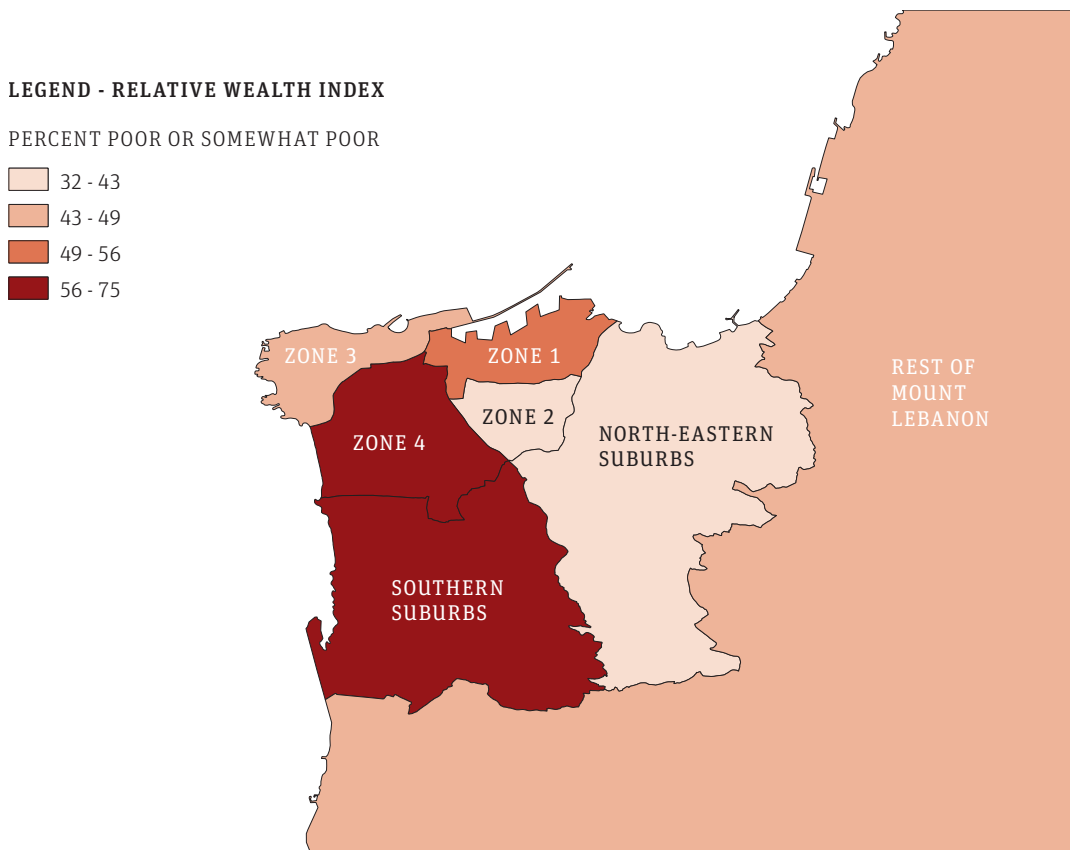 LEGEND - RELATIVE WEALTH INDEX
PERCENT POOR OR SOMEWHAT POOR
32 - 43
43 - 49
49 - 56
56 - 75
ZONE 3
ZONE 1
ZONE 2
ZONE 4
NORTH-EASTERN
SUBURBS
REST OF
MOUNT
LEBANON
SOUTHERN
SUBURBS